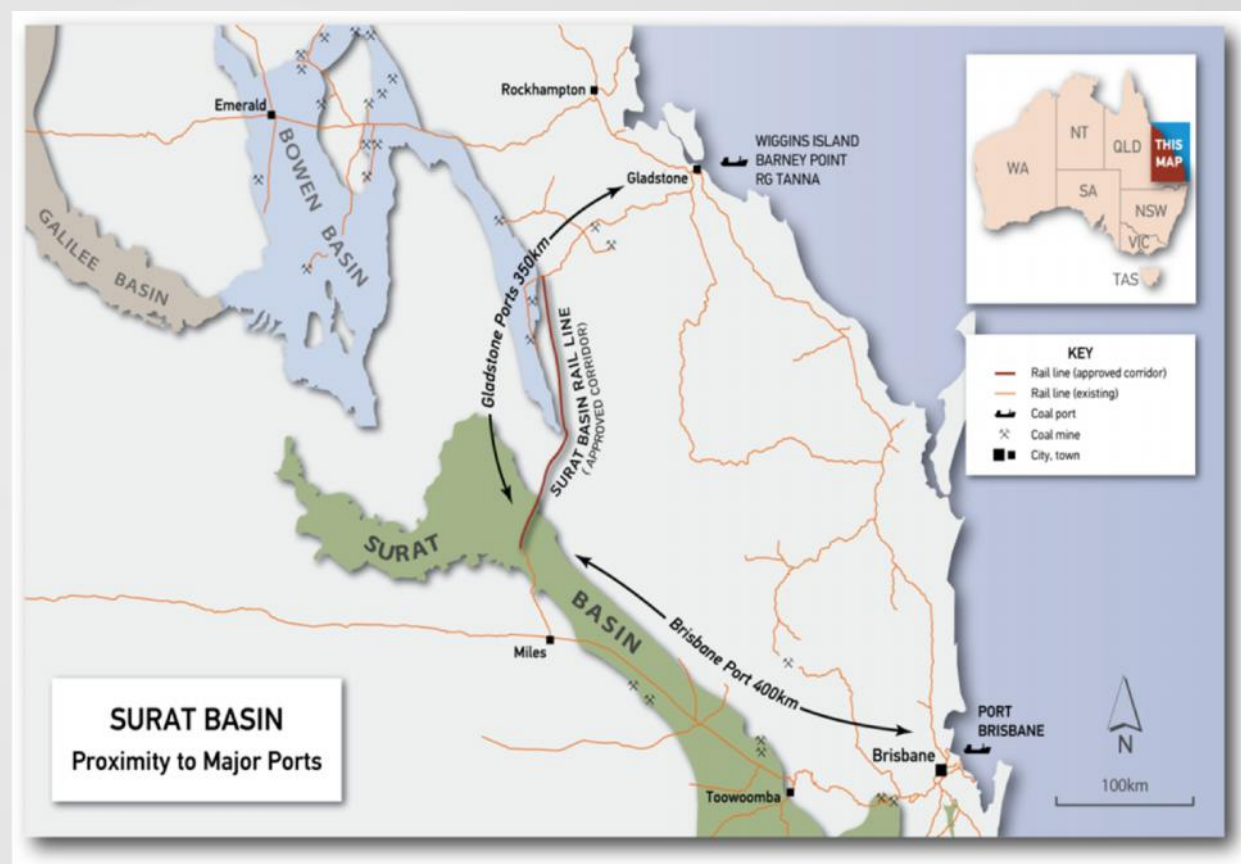 Rockhampton
Emerald
BOWEN BASIN
GALILEE BASIN
Gladstone
WIGGINS ISLAND
BARNEY POINT
RG TANNA
Gladstone Ports 350km
SURAT BASIN RAIL LINE
(APPROVED CORRIDOR)
SURAT
BASIN
Miles
Brisbane Port 400km
Toowoomba
Brisbane
PORT
BRISBANE
WA
NT
QLD
SA
NSW
VIC
TAS
THIS
MAP
KEY
Rail line (approved corridor)
Rail line (existing)
Coal port
Coal mine
City, town
N
100km
SURAT BASIN
Proximity to Major Ports